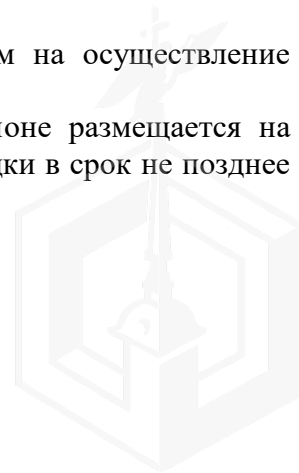 м на осуществление
оне размещается на
дки в срок не позднее